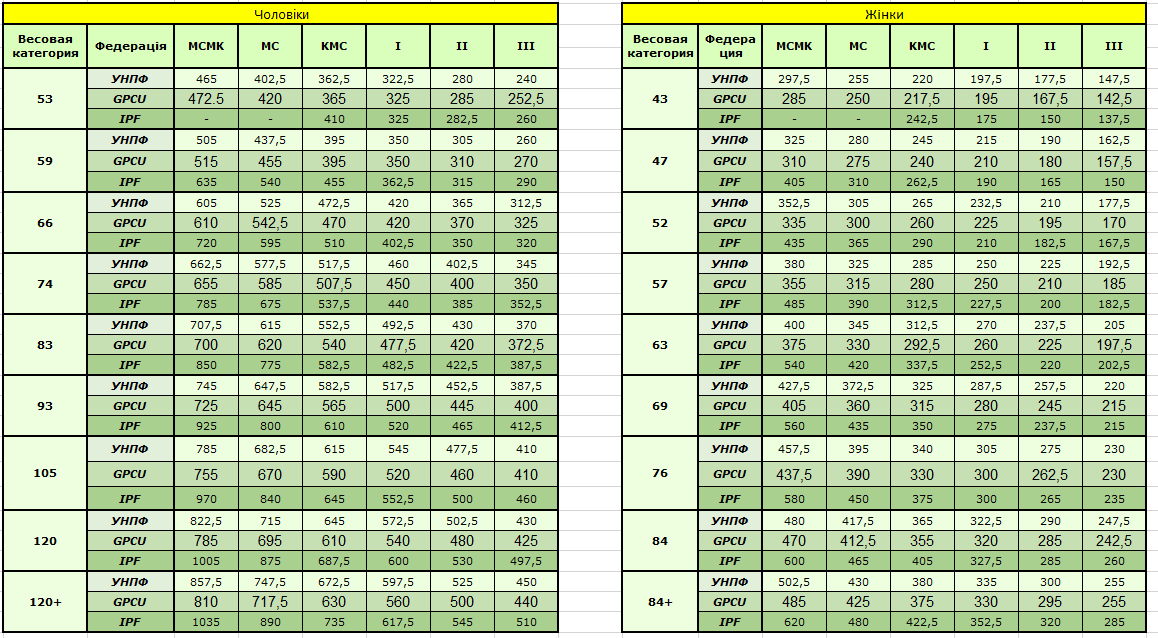 Чоловіки
Весовая категория Федерація МСМК МС КМС I II III
53 УНПФ 465 402,5 362,5 322,5 280 240
GPCU 472.5 420 365 325 285 252,5
IPF - - 410 325 282,5 260
59 УНПФ 505 437,5 395 350 305 260
GPCU 515 455 395 350 310 270
IPF 635 540 455 362,5 315 290
66 УНПФ 605 525 472,5 420 365 312,5
GPCU 610 542,5 470 420 370 325
IPF 720 595 510 402,5 350 320
74 УНПФ 662,5 577,5 517,5 460 402,5 345
GPCU 655 585 507,5 450 400 350
IPF 785 675 537,5 440 385 352,5
83 УНПФ 707,5 615 552,5 492,5 430 370
GPCU 700 620 540 477,5 420 372,5
IPF 850 775 582,5 482,5 422,5 387,5
93 УНПФ 745 647,5 582,5 517,5 452,5 387,5
GPCU 725 645 565 500 445 400
IPF 925 800 610 520 465 412,5
105 УНПФ 785 682,5 615 545 477,5 410
GPCU 755 670 590 520 460 410
IPF 970 840 645 552,5 500 460
120 УНПФ 822,5 715 645 572,5 502,5 430
GPCU 785 695 610 540 480 425
IPF 1005 875 687,5 600 530 497,5
120+ УНПФ 857,5 747,5 672,5 597,5 525 450
GPCU 810 717,5 630 560 500 440
IPF 1035 890 735 617,5 545 510
Жінки
Весовая категория Федерация МСМК МС КМС I II III
43 УНПФ 297,5 255 220 197,5 177,5 147,5
GPCU 285 250 217,5 195 167,5 142,5
IPF - - 242,5 175 150 137,5
47 УНПФ 325 280 245 215 190 162,5
GPCU 310 275 240 210 180 157,5
IPF 405 310 262,5 190 165 150
52 УНПФ 352,5 305 265 232,5 210 177,5
GPCU 335 300 260 225 195 170
IPF 435 365 290 210 182,5 167,5
57 УНПФ 380 325 285 250 225 192,5
GPCU 355 315 280 250 210 185
IPF 485 390 312,5 227,5 200 182,5
63 УНПФ 400 345 312,5 270 237,5 205
GPCU 375 330 292,5 260 225 197,5
IPF 540 420 337,5 252,5 220 202,5
69 УНПФ 427,5 372,5 325 287,5 257,5 220
GPCU 405 360 315 280 245 215
IPF 560 435 350 275 237,5 215
76 УНПФ 457,5 395 340 305 275 230
GPCU 437,5 390 330 300 262,5 230
IPF 580 450 375 300 265 235
84 УНПФ 480 417,5 365 322,5 290 247,5
GPCU 470 412,5 355 320 285 242,5
IPF 600 465 405 327,5 285 260
84+ УНПФ 502,5 430 380 335 300 255
GPCU 485 425 375 330 295 255
IPF 620 480 422,5 352,5 320 285